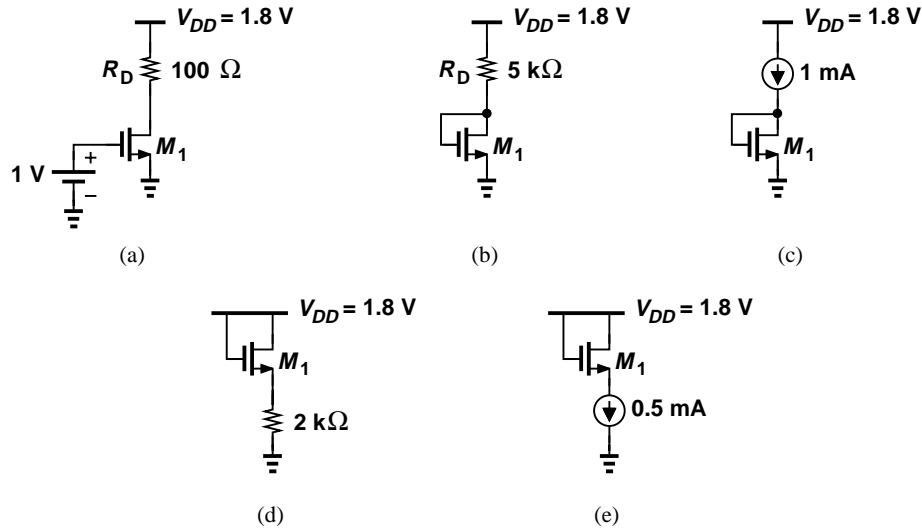 V_DD = 1.8 V
R_D 100 Ω
M_1
1 V
+
−
(a)
V_DD = 1.8 V
R_D 5 kΩ
M_1
(b)
V_DD = 1.8 V
1 mA
M_1
(c)
V_DD = 1.8 V
M_1
2 kΩ
(d)
V_DD = 1.8 V
M_1
0.5 mA
(e)